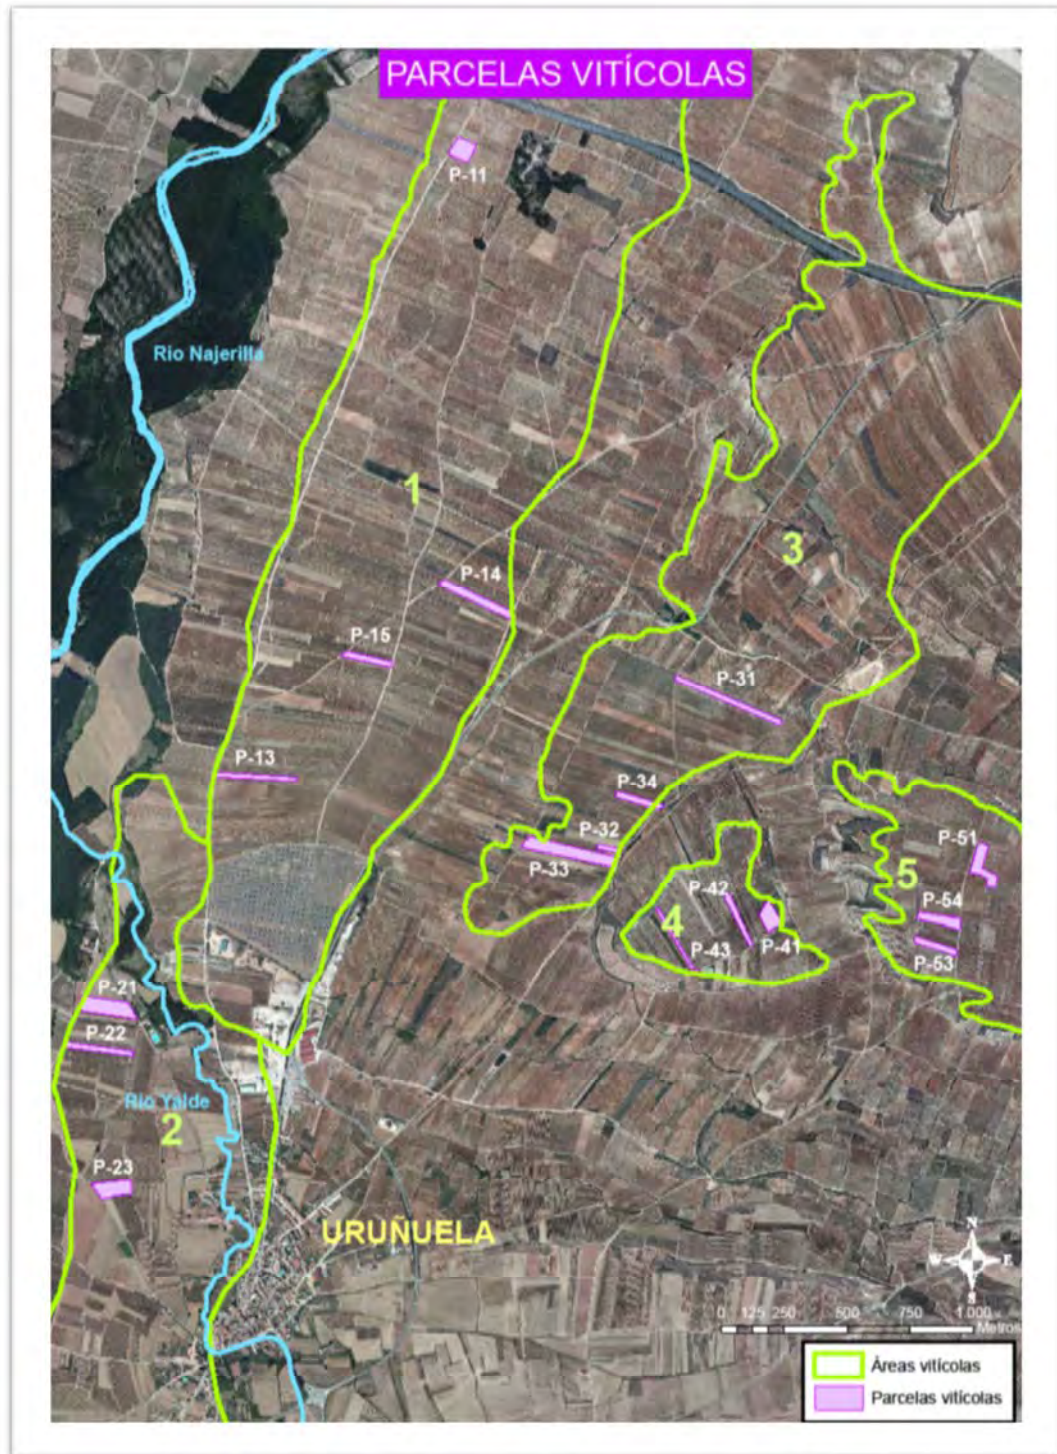 PARCELAS VITÍCOLAS
P-11
Rio Najerilla
1
3
P-14
P-15
P-31
P-13
P-34
P-32
P-33
P-51
5
P-42
P-54
4
P-43
P-41
P-53
P-21
P-22
Rio Yalde
2
P-23
URUÑUELA
N
W
E
S
0 125 250 500 750 1.000
Metros
Áreas vitícolas
Parcelas vitícolas